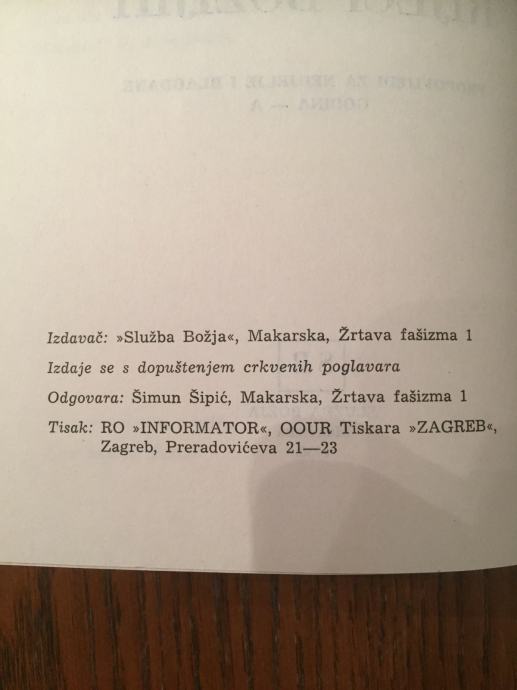 Izdavač: »Služba Božja«, Makarska, Žrtava fašizma 1
Izdaje se s dopuštenjem crkvenih poglavara
Odgovara: Šimun Šipić, Makarska, Žrtava fašizma 1
Tisak: RO »INFORMATOR«, OOUR Tiskara »ZAGREB«,
Zagreb, Preradovićeva 21—23